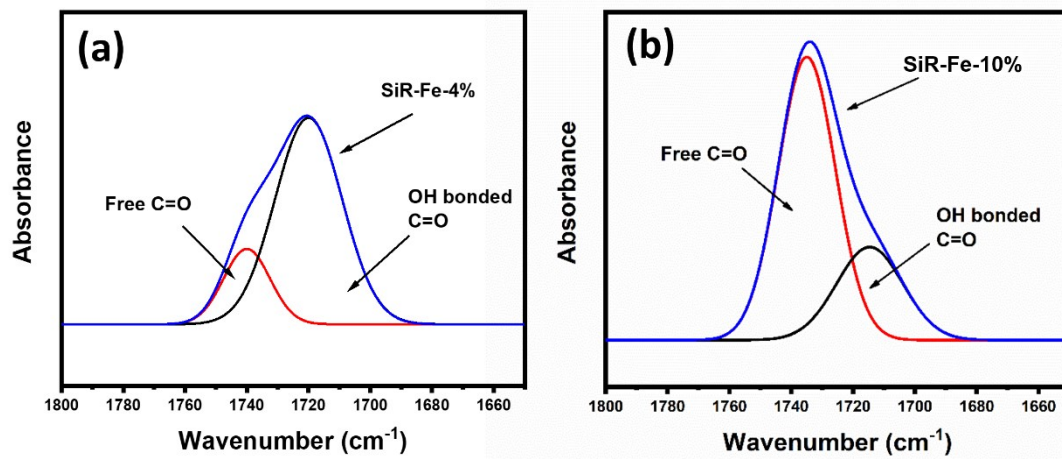 (a)
SiR-Fe-4%
Free C=O
OH bonded
C=O
Absorbance
1800 1780 1760 1740 1720 1700 1680 1660
Wavenumber (cm⁻¹)
(b)
SiR-Fe-10%
Free C=O
OH bonded
C=O
Absorbance
1800 1780 1760 1740 1720 1700 1680 1660
Wavenumber (cm⁻¹)